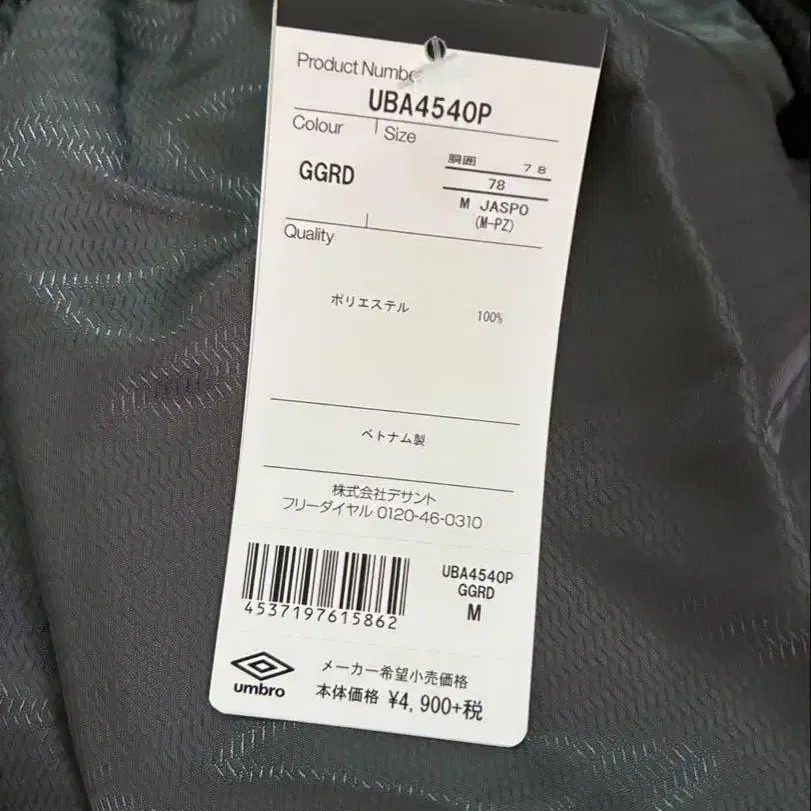 Product Numbe
UBA4540P
Colour
Size
GGRD
胴囲 78
78
M JASPO
(M-PZ)
Quality
ポリエステル 100%
ベトナム製
株式会社デサント
フリーダイヤル 0120-46-0310
UBA4540P
GGRD
M
4537197615862
umbro
メーカー希望小売価格
本体価格 ¥4,900+税